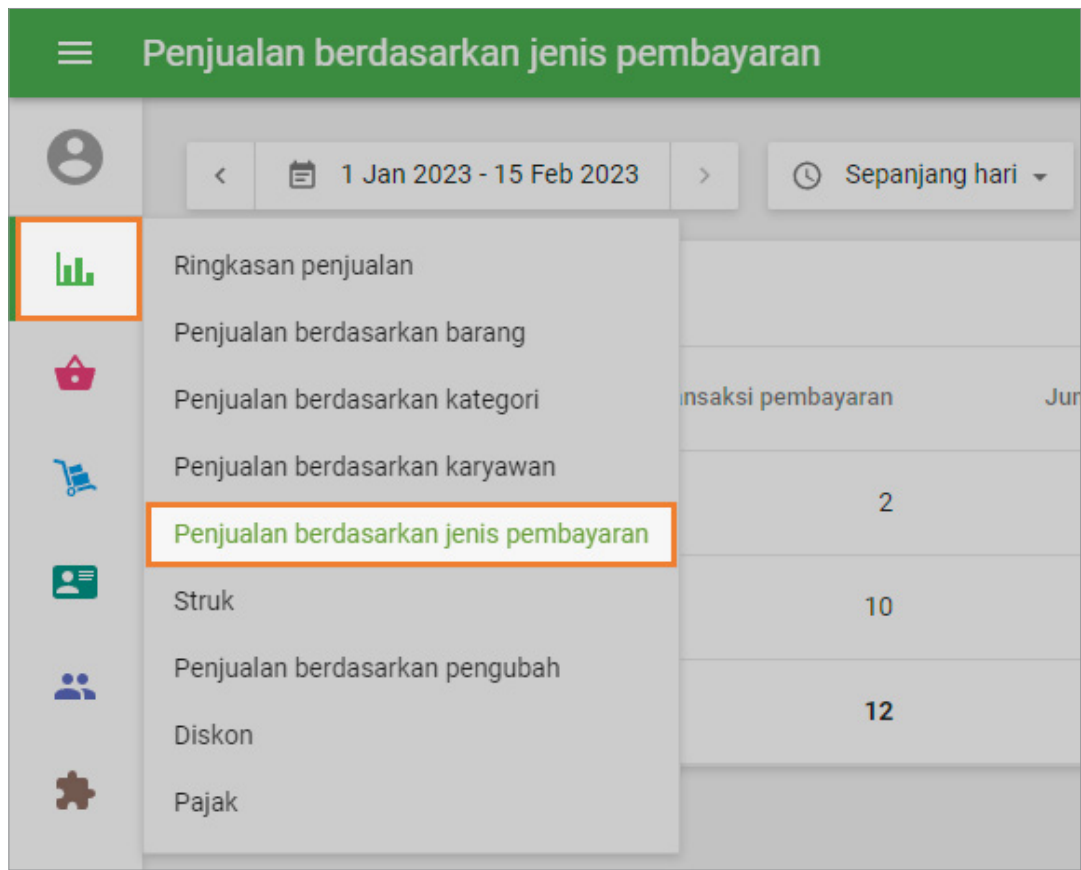 Penjualan berdasarkan jenis pembayaran
1 Jan 2023 - 15 Feb 2023
Sepanjang hari
Ringkasan penjualan
Penjualan berdasarkan barang
Penjualan berdasarkan kategori
pembayaran
Penjualan berdasarkan karyawan
2
Penjualan berdasarkan jenis pembayaran
Struk
10
Penjualan berdasarkan pengubah
12
Diskon
Pajak